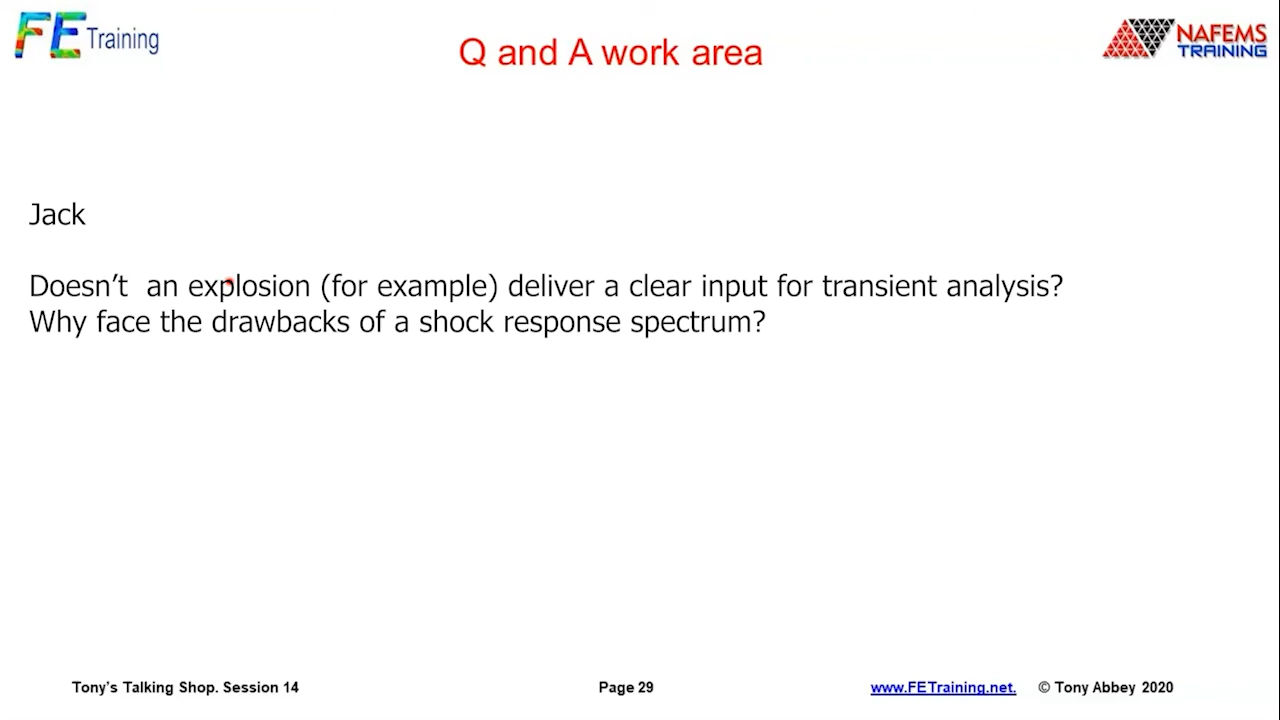 FE Training
Q and A work area
NAFEMS
TRAINING
Jack
Doesn’t  an explosion (for example) deliver a clear input for transient analysis?
Why face the drawbacks of a shock response spectrum?
Tony’s Talking Shop. Session 14
Page 29
www.FETraining.net.
© Tony Abbey 2020